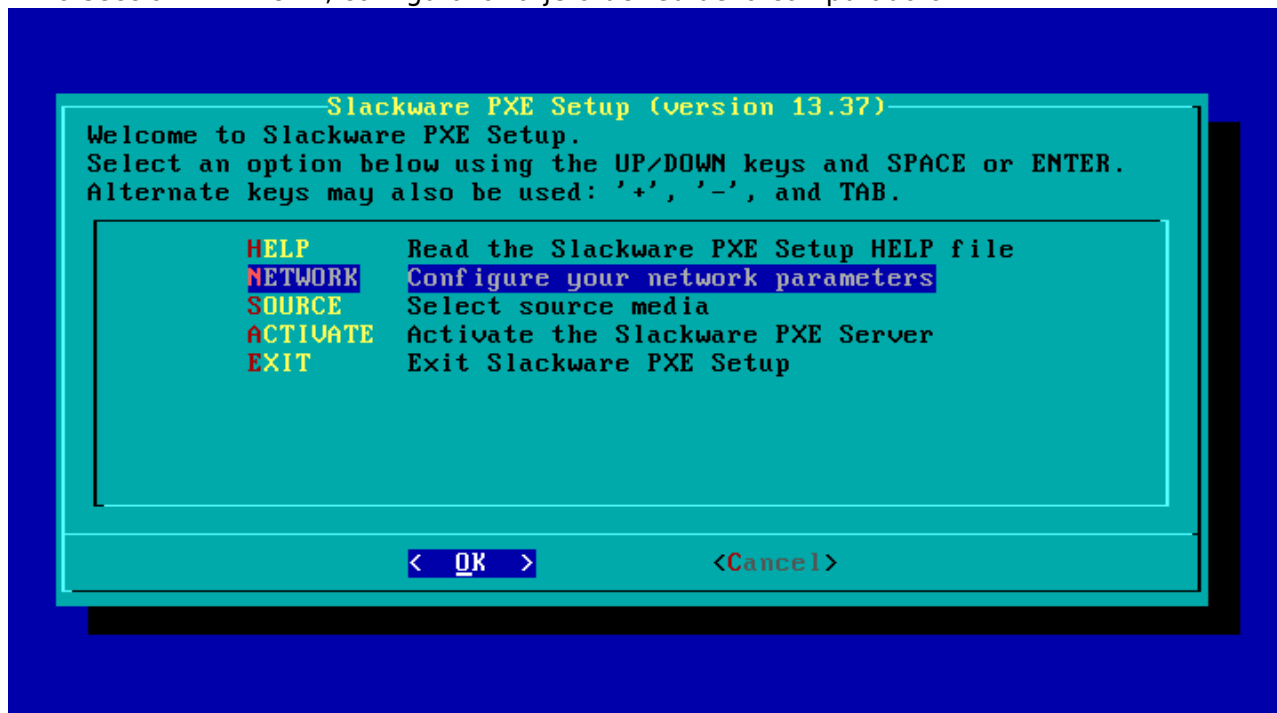 Slackware PXE Setup (version 13.37)
Welcome to Slackware PXE Setup.
Select an option below using the UP/DOWN keys and SPACE or ENTER.
Alternate keys may also be used: '+', '-', and TAB.
HELP Read the Slackware PXE Setup HELP file
NETWORK Configure your network parameters
SOURCE Select source media
ACTIVATE Activate the Slackware PXE Server
EXIT Exit Slackware PXE Setup
< OK > <Cancel>